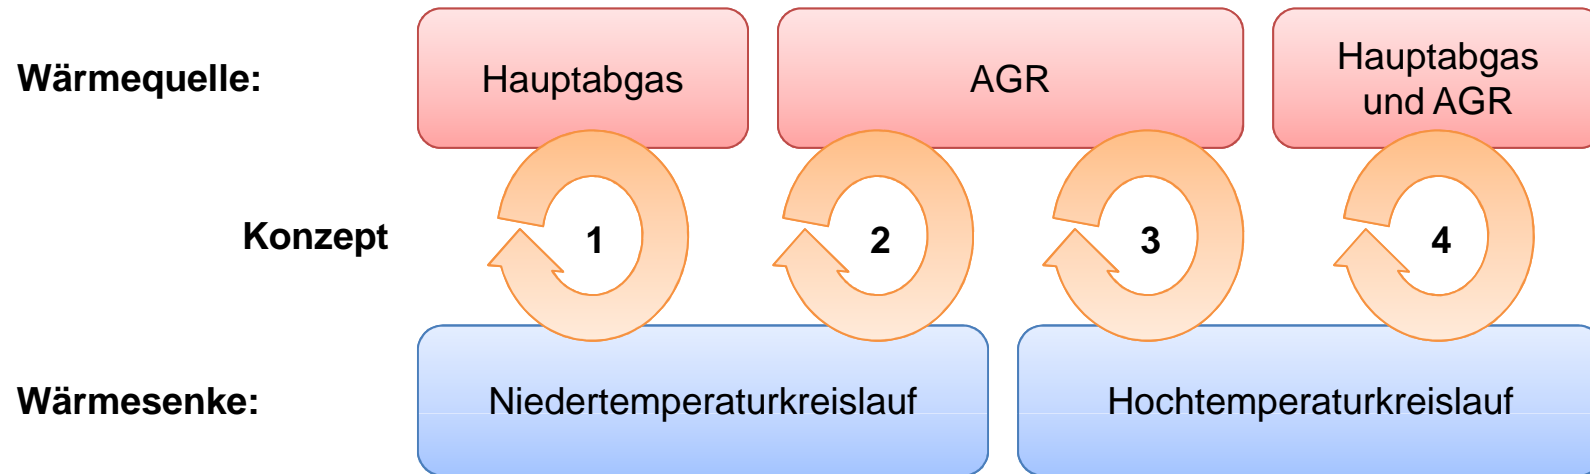 Wärmequelle:
Hauptabgas
AGR
Hauptabgas
und AGR
Konzept
1
2
3
4
Wärmesenke:
Niedertemperaturkreislauf
Hochtemperaturkreislauf